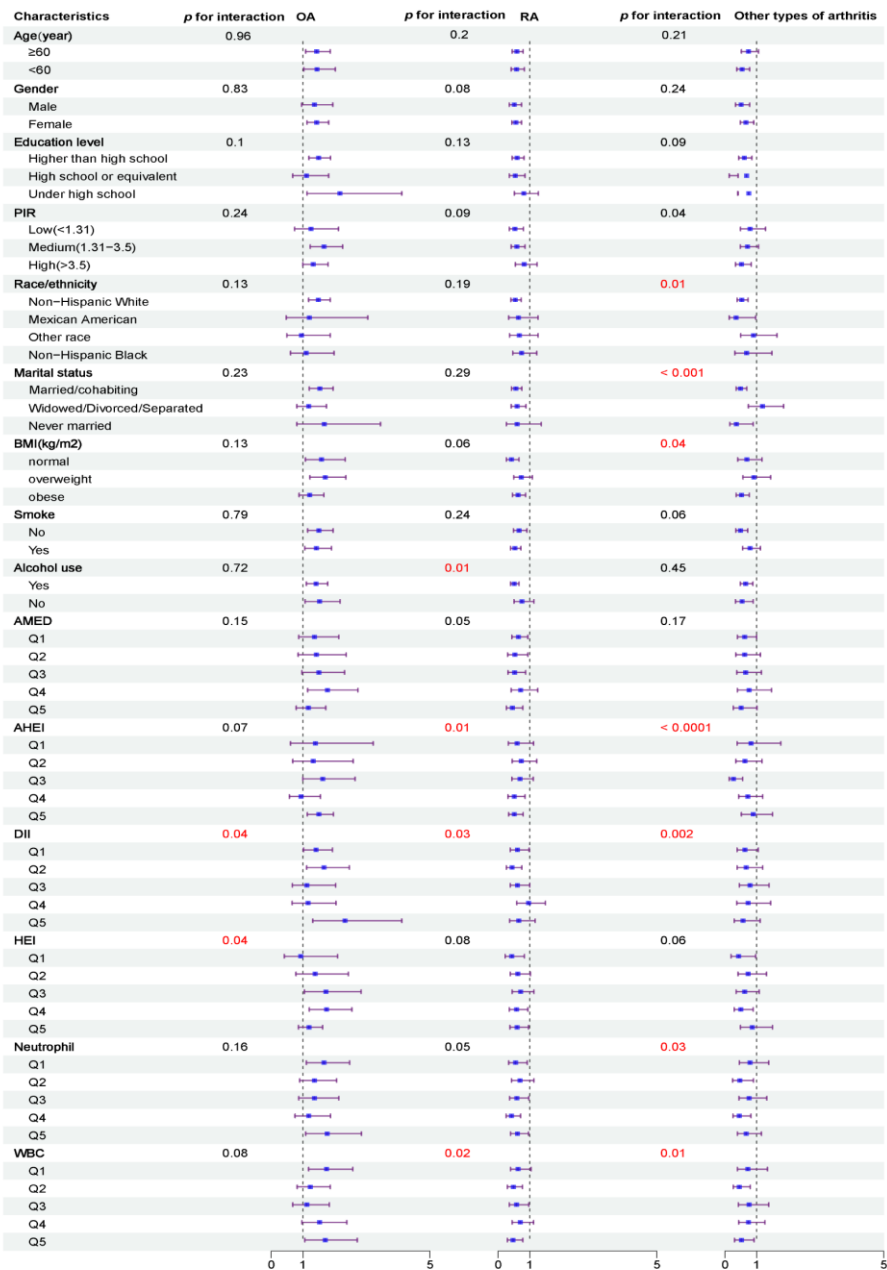 Characteristics p for interaction OA p for interaction RA p for interaction Other types of arthritis
Age(year) 0.96 0.2 0.21
≥60
<60
Gender 0.83 0.08 0.24
Male
Female
Education level 0.1 0.13 0.09
Higher than high school
High school or equivalent
Under high school
PIR 0.24 0.09 0.04
Low(<1.31)
Medium(1.31−3.5)
High(>3.5)
Race/ethnicity 0.13 0.19 0.01
Non−Hispanic White
Mexican American
Other race
Non−Hispanic Black
Marital status 0.23 0.29 < 0.001
Married/cohabiting
Widowed/Divorced/Separated
Never married
BMI(kg/m2) 0.13 0.06 0.04
normal
overweight
obese
Smoke 0.79 0.24 0.06
No
Yes
Alcohol use 0.72 0.01 0.45
Yes
No
AMED 0.15 0.05 0.17
Q1
Q2
Q3
Q4
Q5
AHEI 0.07 0.01 < 0.0001
Q1
Q2
Q3
Q4
Q5
DII 0.04 0.03 0.002
Q1
Q2
Q3
Q4
Q5
HEI 0.04 0.08 0.06
Q1
Q2
Q3
Q4
Q5
Neutrophil 0.16 0.05 0.03
Q1
Q2
Q3
Q4
Q5
WBC 0.08 0.02 0.01
Q1
Q2
Q3
Q4
Q5
0 1 5 0 1 5 0 1 5